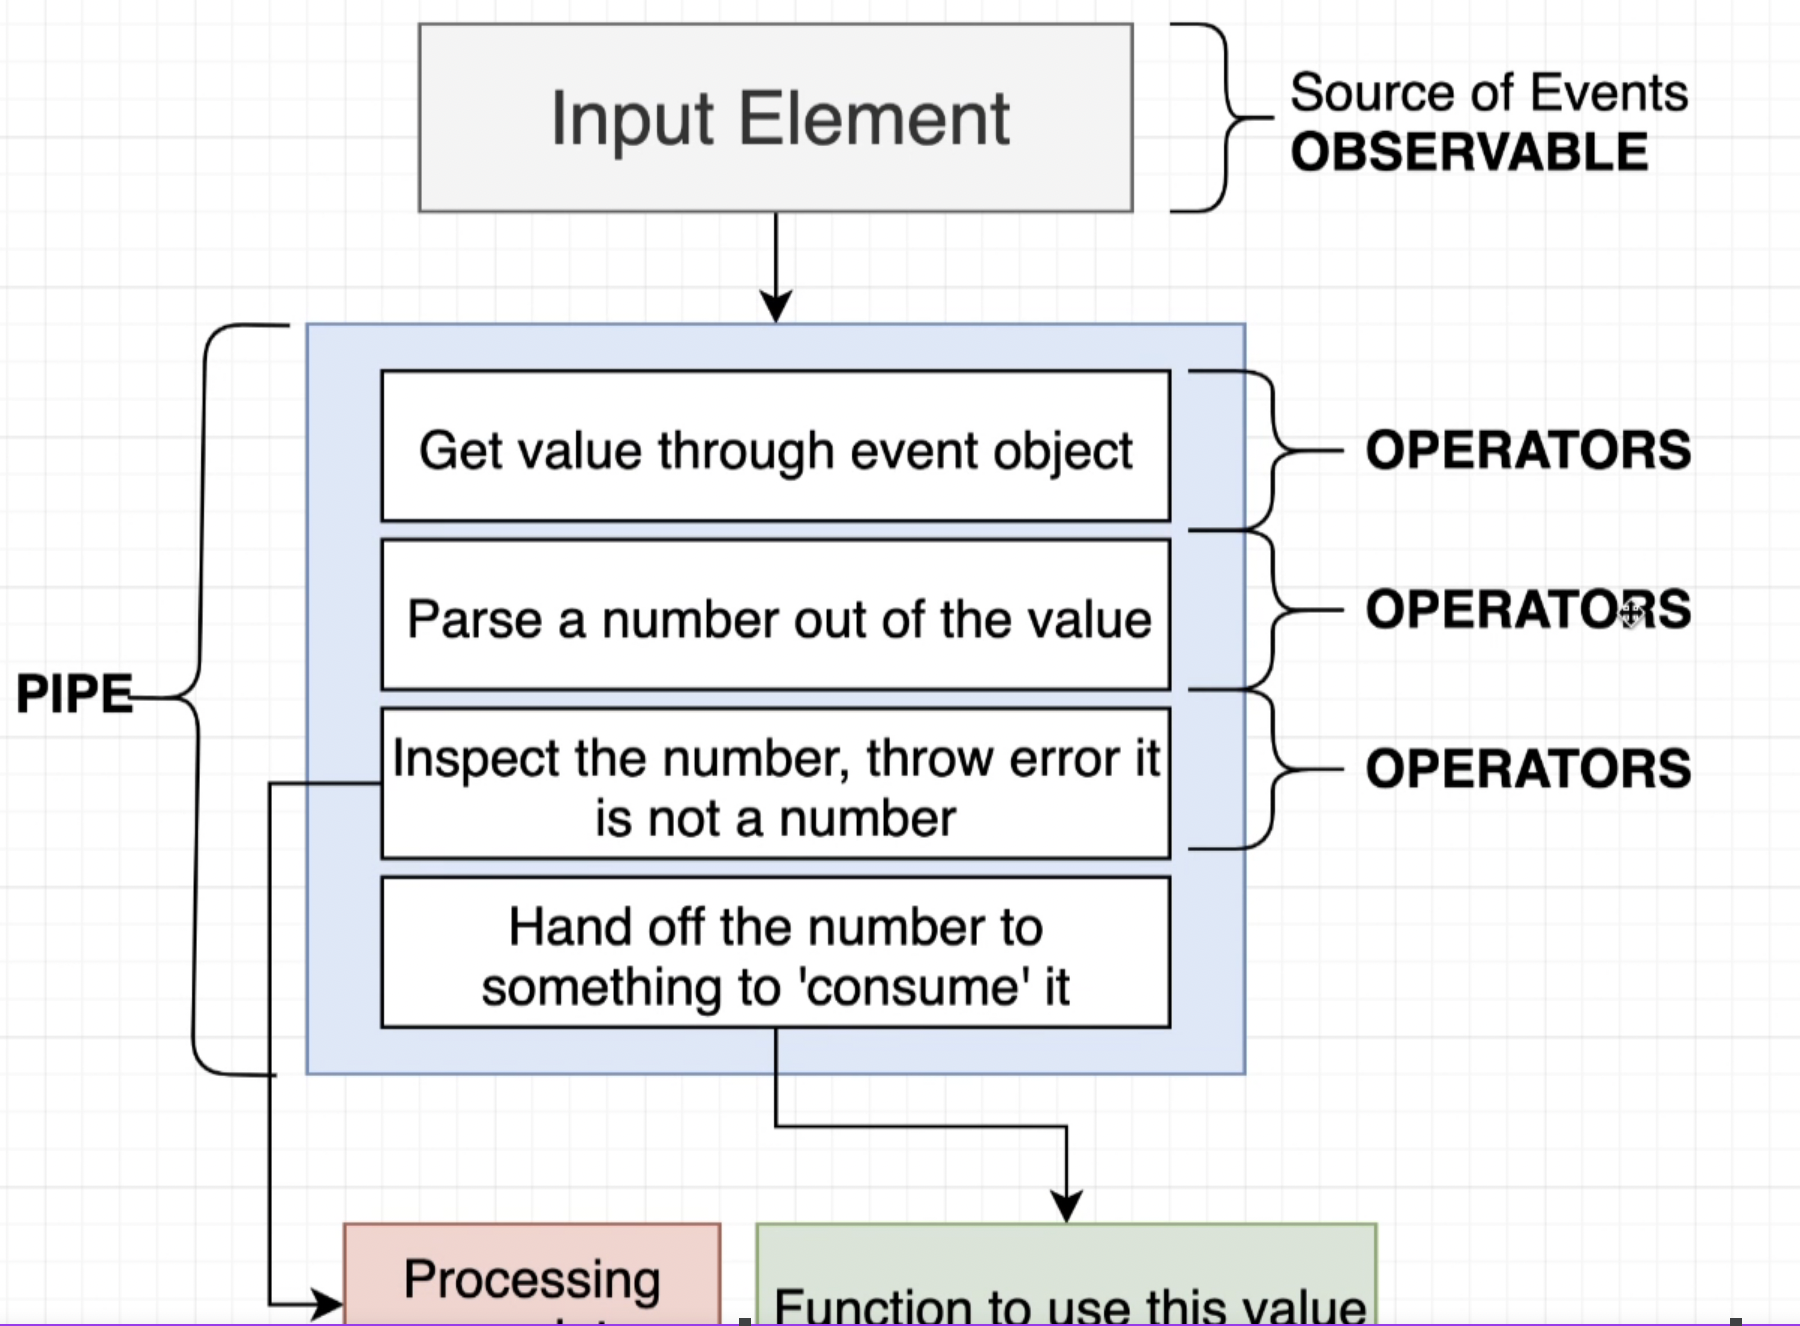 Input Element
Source of Events
OBSERVABLE
Get value through event object
OPERATORS
Parse a number out of the value
OPERATORS
PIPE
Inspect the number, throw error it
is not a number
OPERATORS
Hand off the number to
something to 'consume' it
Processing
Function to use this value